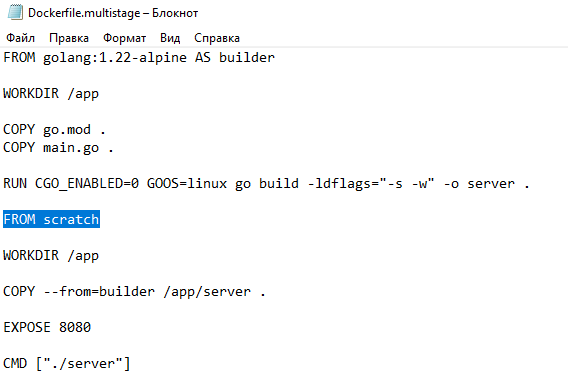 Dockerfile.multistage – Блокнот
Файл Правка Формат Вид Справка
FROM golang:1.22-alpine AS builder
WORKDIR /app
COPY go.mod .
COPY main.go .
RUN CGO_ENABLED=0 GOOS=linux go build -ldflags="-s -w" -o server .
FROM scratch
WORKDIR /app
COPY --from=builder /app/server .
EXPOSE 8080
CMD ["./server"]